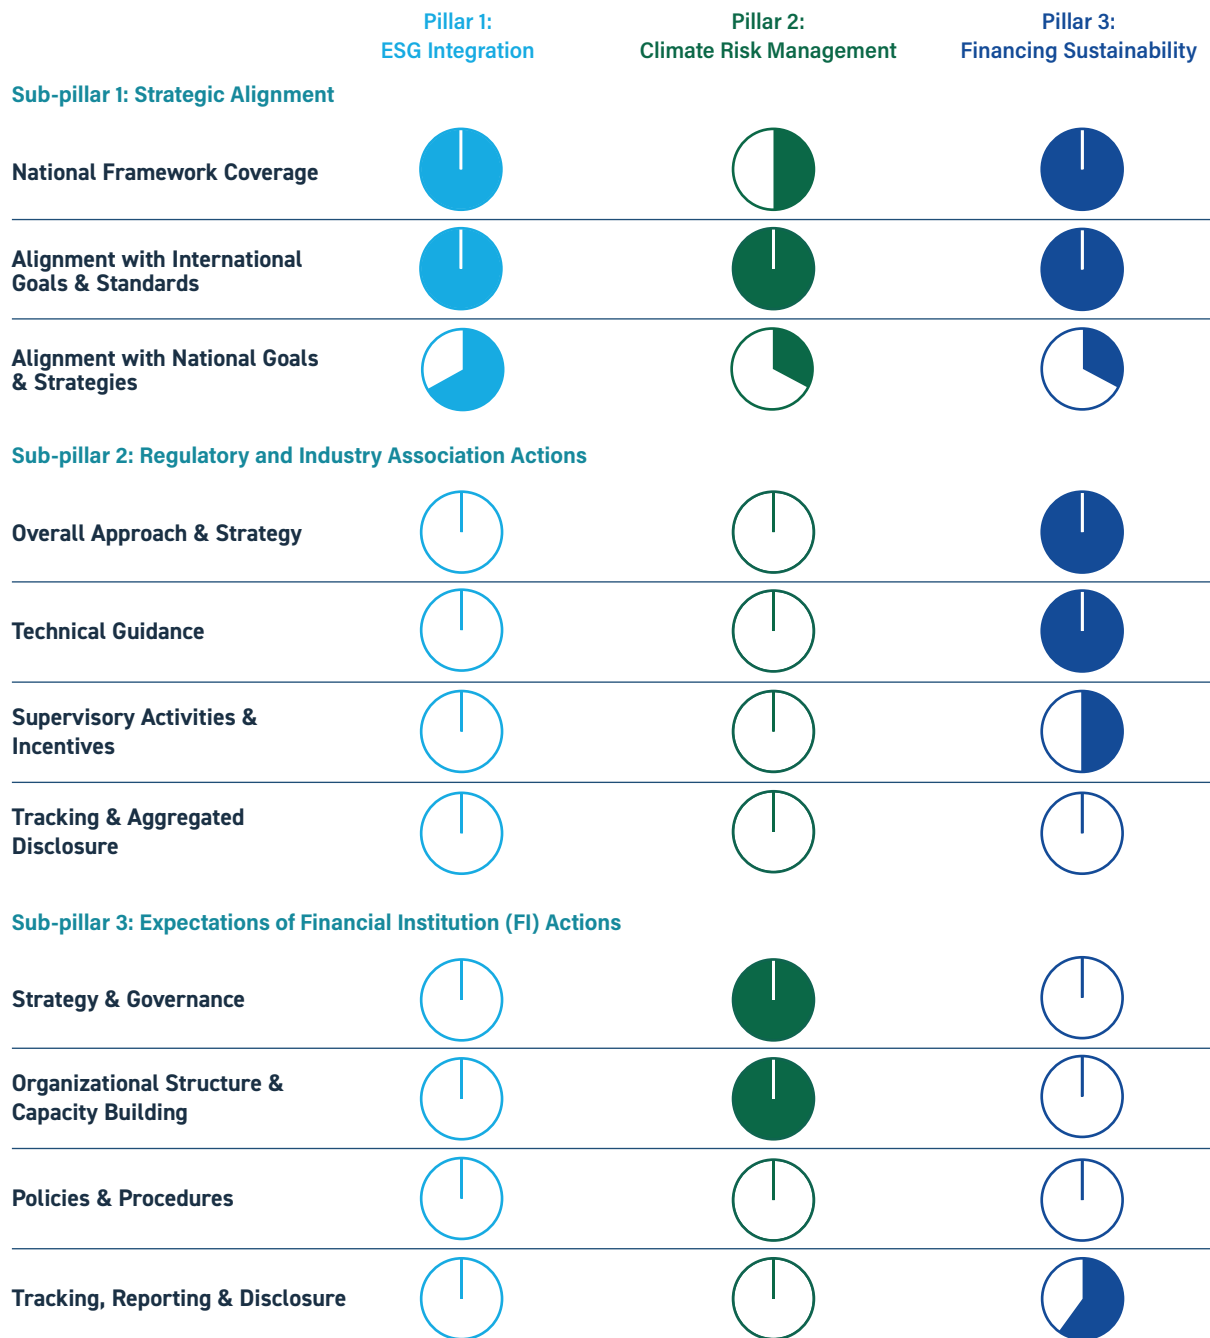 Pillar 1:
ESG Integration
Pillar 2:
Climate Risk Management
Pillar 3:
Financing Sustainability
Sub-pillar 1: Strategic Alignment
National Framework Coverage
Alignment with International
Goals & Standards
Alignment with National Goals
& Strategies
Sub-pillar 2: Regulatory and Industry Association Actions
Overall Approach & Strategy
Technical Guidance
Supervisory Activities &
Incentives
Tracking & Aggregated
Disclosure
Sub-pillar 3: Expectations of Financial Institution (FI) Actions
Strategy & Governance
Organizational Structure &
Capacity Building
Policies & Procedures
Tracking, Reporting & Disclosure